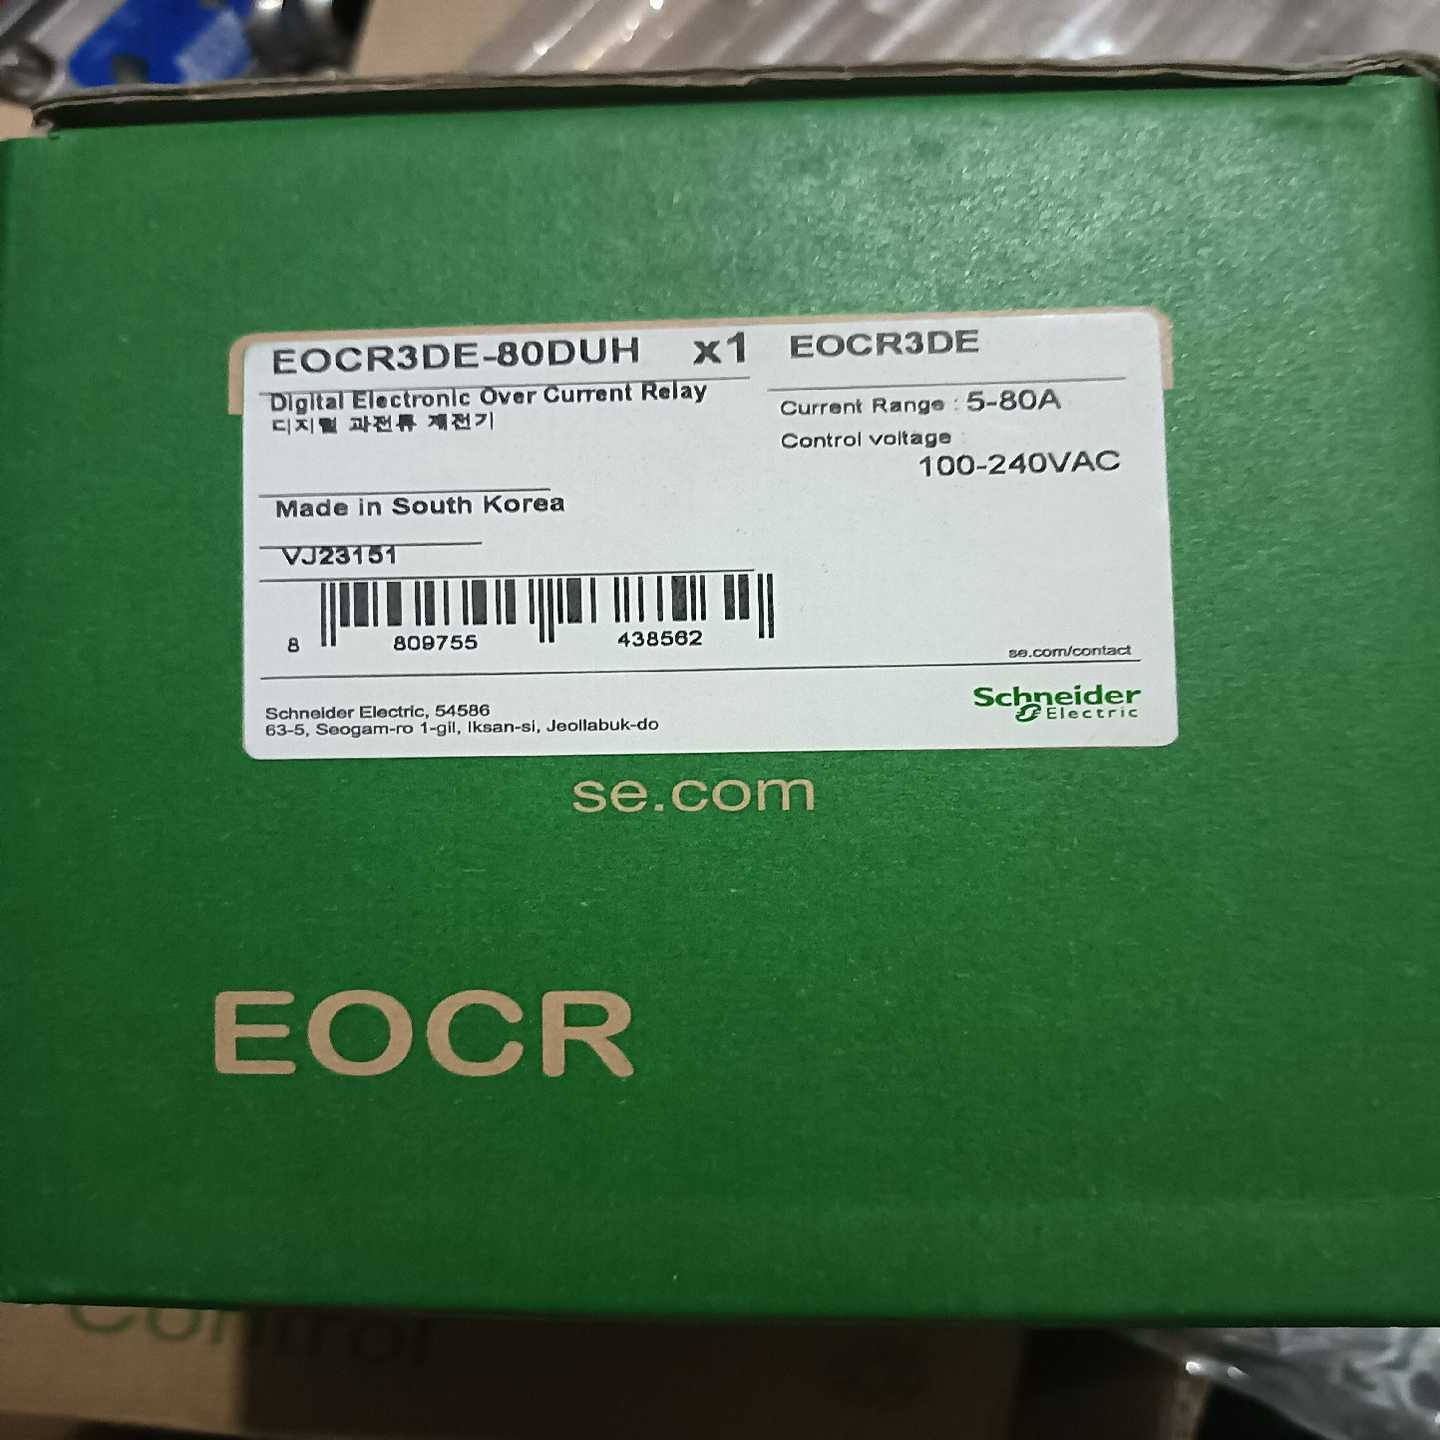 EOCR3DE-80DUH x1
Digital Electronic Over Current Relay
디지털 과전류 계전기
Made in South Korea
VJ23151
8 809755 438562
EOCR3DE
Current Range : 5-80A
Control voltage :
100-240VAC
se.com/contact
Schneider Electric, 54586
63-5, Seogam-ro 1-gil, Iksan-si, Jeollabuk-do
Schneider
Electric
se.com
EOCR
Control